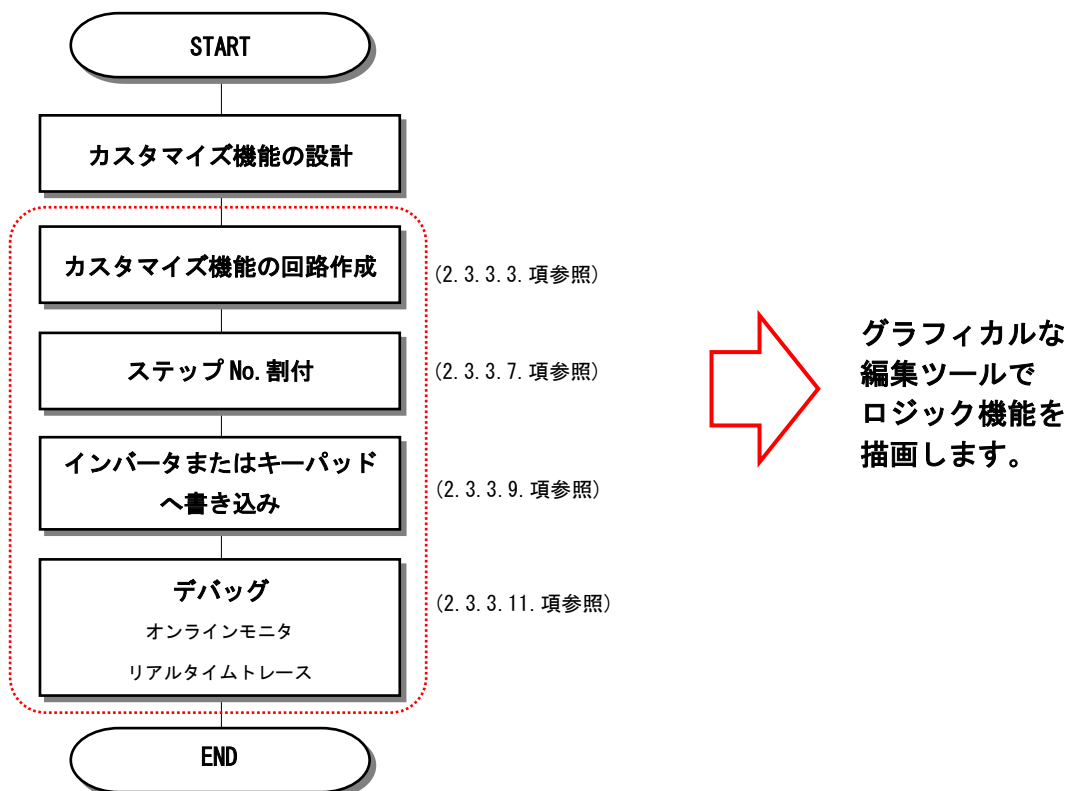 START
カスタマイズ機能の設計
カスタマイズ機能の回路作成
(2.3.3.3.項参照)
ステップNo.割付
(2.3.3.7.項参照)
インバータまたはキーパッド
へ書き込み
(2.3.3.9.項参照)
デバッグ
オンラインモニタ
リアルタイムトレース
(2.3.3.11.項参照)
END
グラフィカルな
編集ツールで
ロジック機能を
描画します。